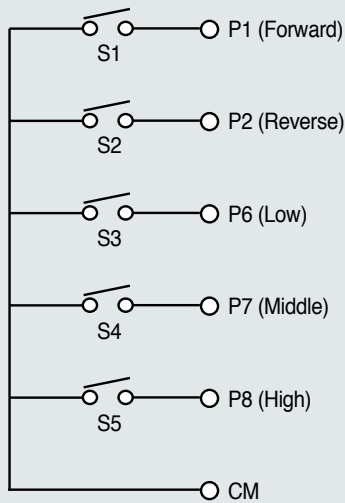 P1 (Forward)
S1
P2 (Reverse)
S2
P6 (Low)
S3
P7 (Middle)
S4
P8 (High)
S5
CM